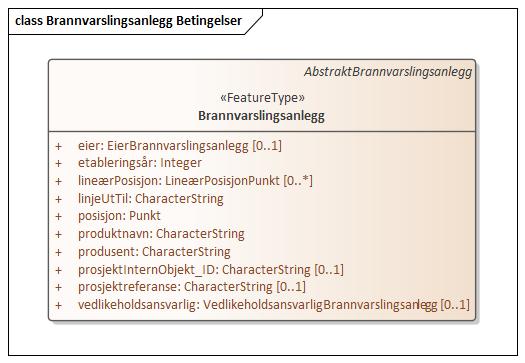 class Brannvarslingsanlegg Betingelser
AbstraktBrannvarslingsanlegg
«FeatureType»
Brannvarslingsanlegg
+ eier: EierBrannvarslingsanlegg [0..1]
+ etableringsår: Integer
+ lineærPosisjon: LineærPosisjonPunkt [0..*]
+ linjeUtTil: CharacterString
+ posisjon: Punkt
+ produktnavn: CharacterString
+ produsent: CharacterString
+ prosjektInternObjekt_ID: CharacterString [0..1]
+ prosjektreferanse: CharacterString [0..1]
+ vedlikeholdsansvarlig: VedlikeholdsansvarligBrannvarslingsanlegg [0..1]